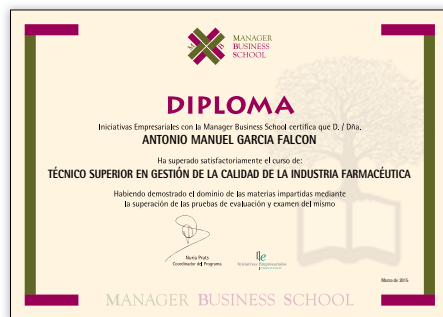 MANAGER
BUSINESS
SCHOOL
M B
DIPLOMA
Iniciativas Empresariales con la Manager Business School certifica que D. / Dña.
ANTONIO MANUEL GARCIA FALCON
Ha superado satisfactoriamente el curso de:
TÉCNICO SUPERIOR EN GESTIÓN DE LA CALIDAD DE LA INDUSTRIA FARMACÉUTICA
Habiendo demostrado el dominio de las materias impartidas mediante
la superación de las pruebas de evaluación y examen del mismo
Nuria Prats
Coordinador del Programa
Iniciativas Empresariales
Marzo de 2015
MANAGER BUSINESS SCHOOL